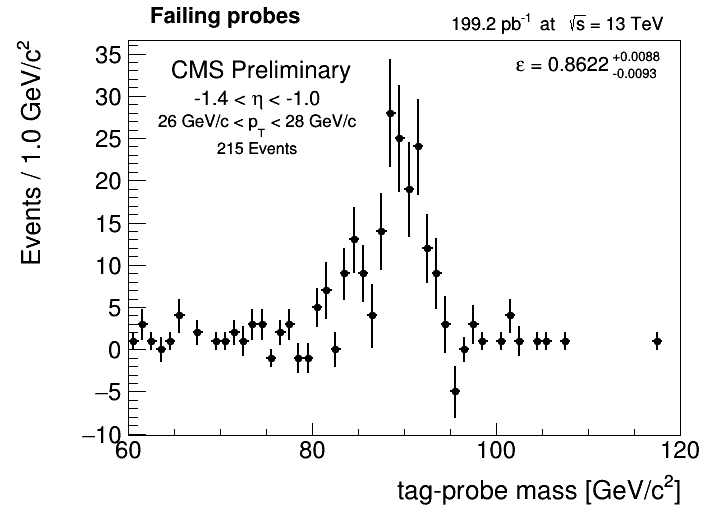 Failing probes
199.2 pb⁻¹ at √s = 13 TeV
CMS Preliminary
-1.4 < η < -1.0
26 GeV/c < p_T < 28 GeV/c
215 Events
ε = 0.8622 +0.0088 -0.0093
Events / 1.0 GeV/c²
35
30
25
20
15
10
5
0
−5
−10
60 80 100 120
tag-probe mass [GeV/c²]